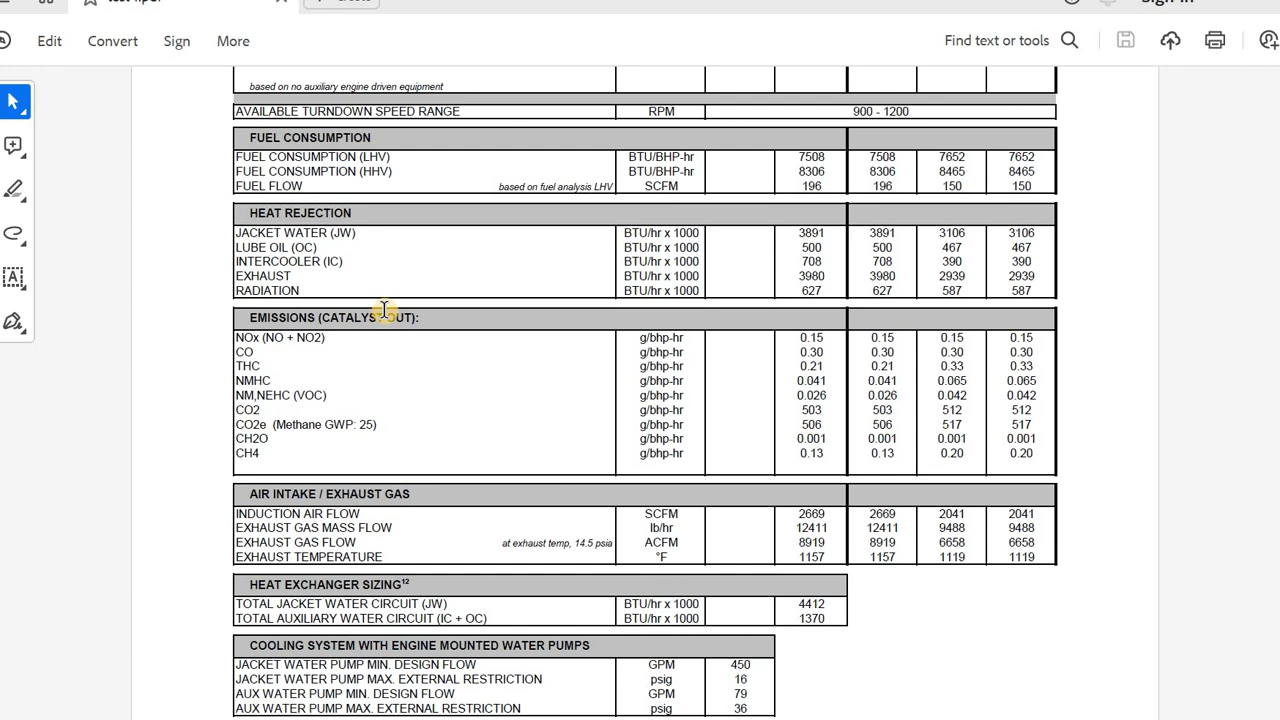 Edit Convert Sign More Find text or tools
based on no auxiliary engine driven equipment
AVAILABLE TURNDOWN SPEED RANGE RPM 900 - 1200
FUEL CONSUMPTION
FUEL CONSUMPTION (LHV) BTU/BHP-hr 7508 7508 7652 7652
FUEL CONSUMPTION (HHV) BTU/BHP-hr 8306 8306 8465 8465
FUEL FLOW based on fuel analysis LHV SCFM 196 196 150 150
HEAT REJECTION
JACKET WATER (JW) BTU/hr x 1000 3891 3891 3106 3106
LUBE OIL (OC) BTU/hr x 1000 500 500 467 467
INTERCOOLER (IC) BTU/hr x 1000 708 708 390 390
EXHAUST BTU/hr x 1000 3980 3980 2939 2939
RADIATION BTU/hr x 1000 627 627 587 587
EMISSIONS (CATALYST OUT):
NOx (NO + NO2) g/bhp-hr 0.15 0.15 0.15 0.15
CO g/bhp-hr 0.30 0.30 0.30 0.30
THC g/bhp-hr 0.21 0.21 0.33 0.33
NMHC g/bhp-hr 0.041 0.041 0.065 0.065
NM,NEHC (VOC) g/bhp-hr 0.026 0.026 0.042 0.042
CO2 g/bhp-hr 503 503 512 512
CO2e (Methane GWP: 25) g/bhp-hr 506 506 517 517
CH2O g/bhp-hr 0.001 0.001 0.001 0.001
CH4 g/bhp-hr 0.13 0.13 0.20 0.20
AIR INTAKE / EXHAUST GAS
INDUCTION AIR FLOW SCFM 2669 2669 2041 2041
EXHAUST GAS MASS FLOW lb/hr 12411 12411 9488 9488
EXHAUST GAS FLOW at exhaust temp, 14.5 psia ACFM 8919 8919 6658 6658
EXHAUST TEMPERATURE °F 1157 1157 1119 1119
HEAT EXCHANGER SIZING¹²
TOTAL JACKET WATER CIRCUIT (JW) BTU/hr x 1000 4412
TOTAL AUXILIARY WATER CIRCUIT (IC + OC) BTU/hr x 1000 1370
COOLING SYSTEM WITH ENGINE MOUNTED WATER PUMPS
JACKET WATER PUMP MIN. DESIGN FLOW GPM 450
JACKET WATER PUMP MAX. EXTERNAL RESTRICTION psig 16
AUX WATER PUMP MIN. DESIGN FLOW GPM 79
AUX WATER PUMP MAX. EXTERNAL RESTRICTION psig 36